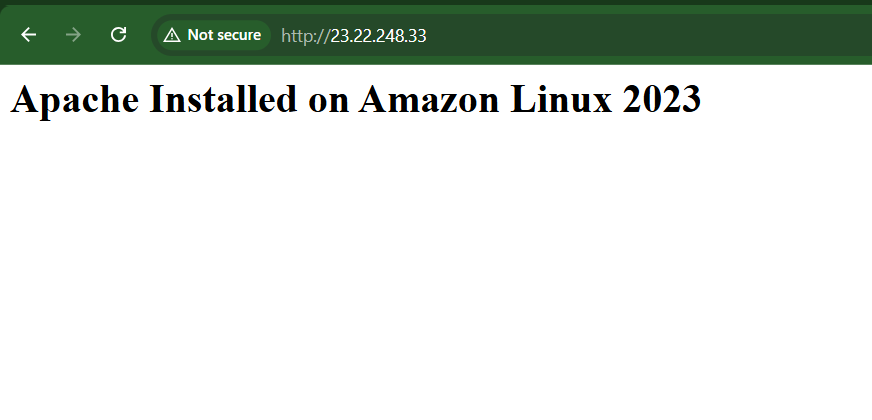 Not secure http://23.22.248.33
Apache Installed on Amazon Linux 2023